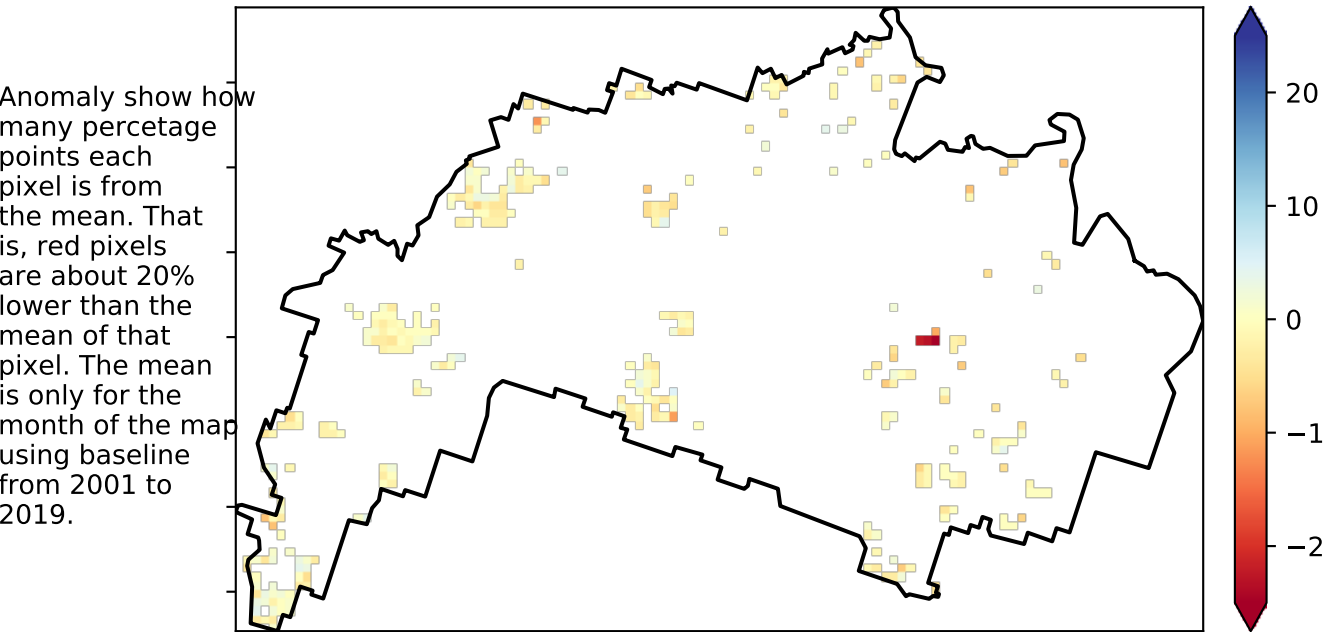 Anomaly show how
many percetage
points each
pixel is from
the mean. That
is, red pixels
are about 20%
lower than the
mean of that
pixel. The mean
is only for the
month of the map
using baseline
from 2001 to
2019.
20
10
0
−1
−2